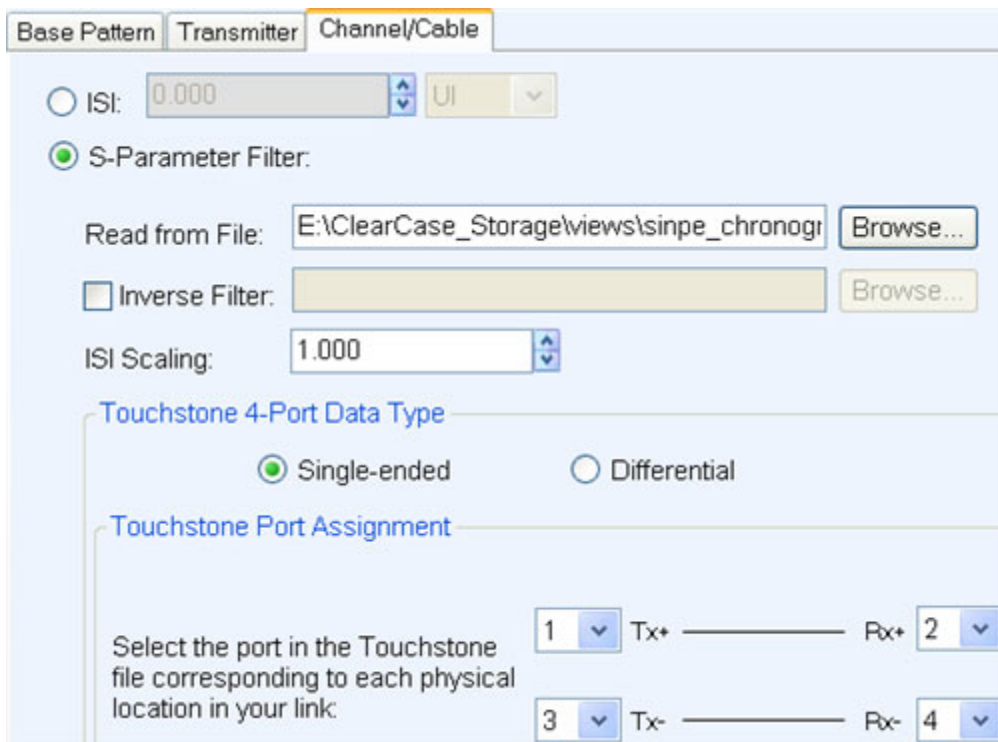 Base Pattern Transmitter Channel/Cable
ISI: 0.000 UI
S-Parameter Filter:
Read from File: E:\ClearCase_Storage\views\sinpe_chronogr Browse...
Inverse Filter: Browse...
ISI Scaling: 1.000
Touchstone 4-Port Data Type
Single-ended Differential
Touchstone Port Assignment
1 Tx+ Rx+ 2
Select the port in the Touchstone
file corresponding to each physical
location in your link:
3 Tx- Rx- 4